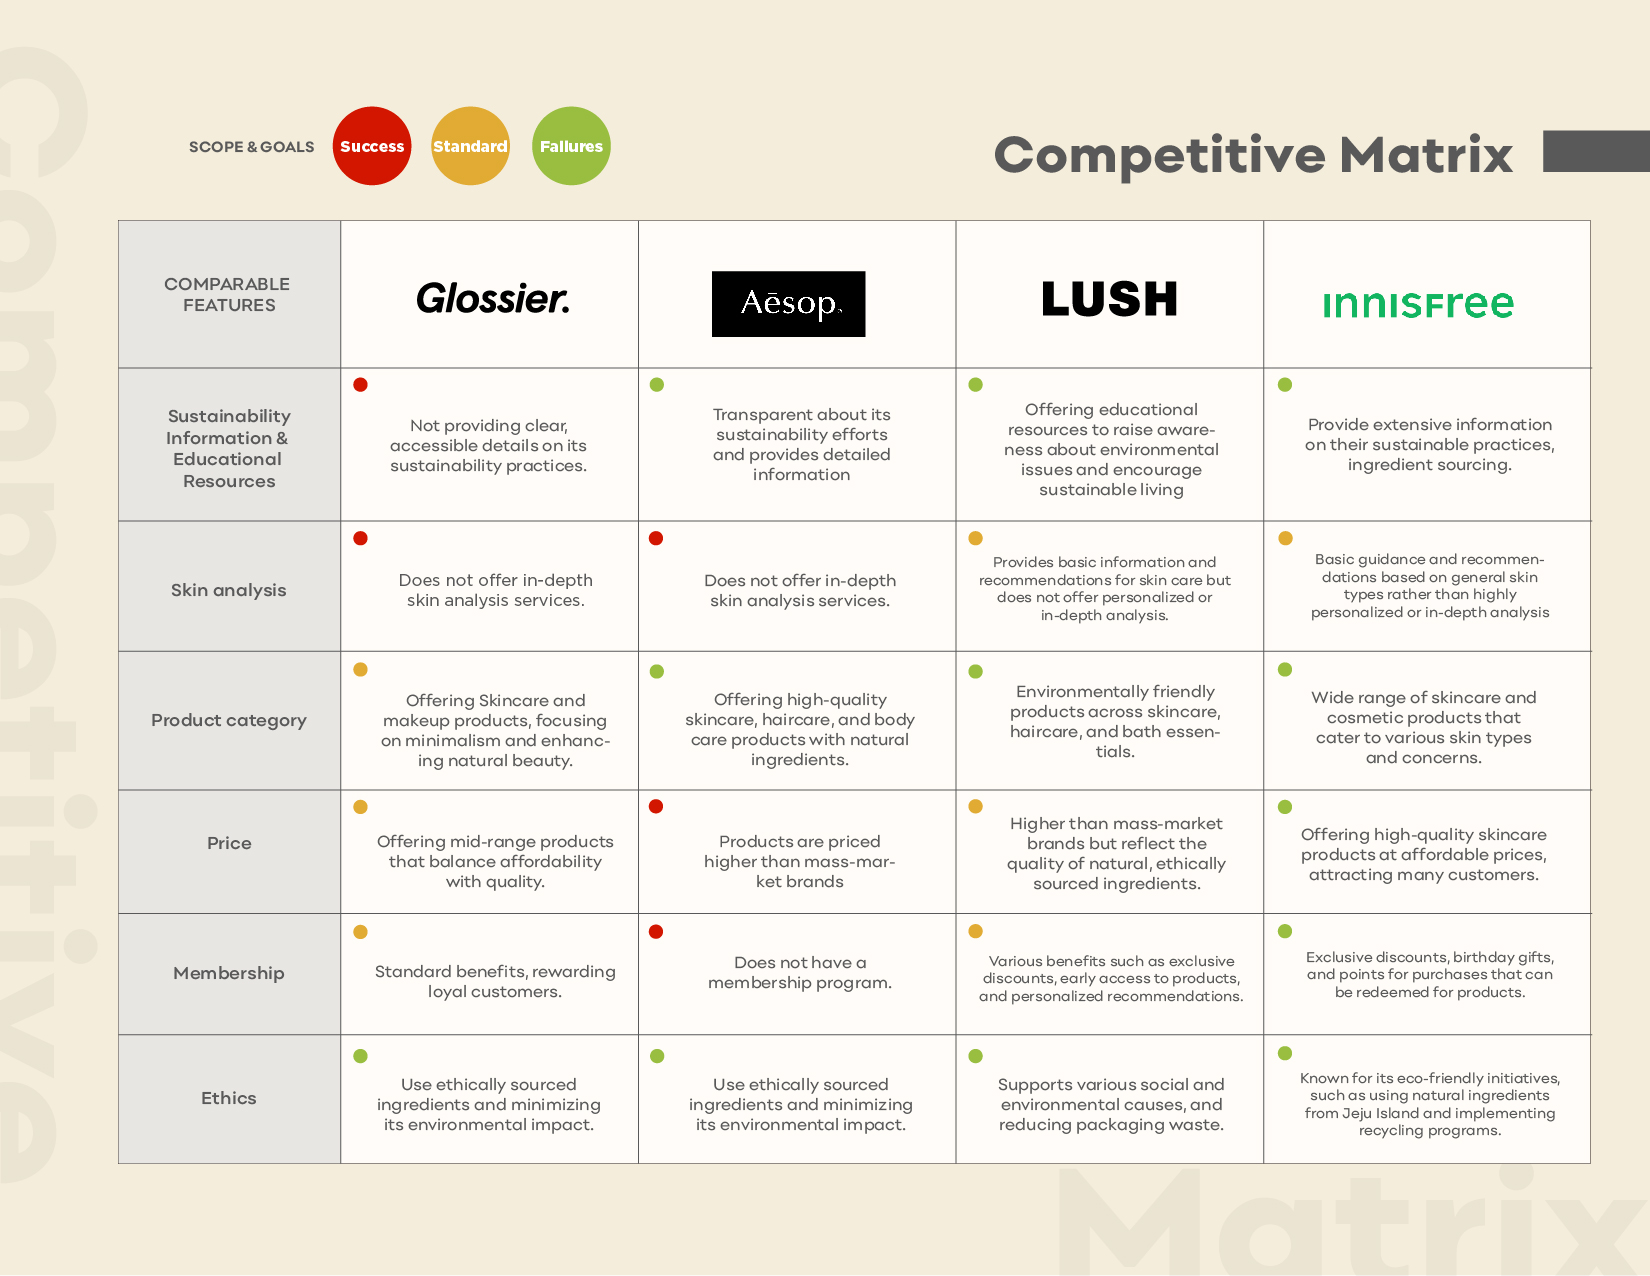 SCOPE & GOALS
Success
Standard
Failures
Competitive Matrix
COMPARABLE
FEATURES
Glossier.
Aēsop.
LUSH
innisfree
Sustainability
Information &
Educational
Resources
Not providing clear,
accessible details on its
sustainability practices.
Transparent about its
sustainability efforts
and provides detailed
information
Offering educational
resources to raise aware-
ness about environmental
issues and encourage
sustainable living
Provide extensive information
on their sustainable practices,
ingredient sourcing.
Skin analysis
Does not offer in-depth
skin analysis services.
Does not offer in-depth
skin analysis services.
Provides basic information and
recommendations for skin care but
does not offer personalized or
in-depth analysis.
Basic guidance and recommen-
dations based on general skin
types rather than highly
personalized or in-depth analysis
Product category
Offering Skincare and
makeup products, focusing
on minimalism and enhanc-
ing natural beauty.
Offering high-quality
skincare, haircare, and body
care products with natural
ingredients.
Environmentally friendly
products across skincare,
haircare, and bath essen-
tials.
Wide range of skincare and
cosmetic products that
cater to various skin types
and concerns.
Price
Offering mid-range products
that balance affordability
with quality.
Products are priced
higher than mass-mar-
ket brands
Higher than mass-market
brands but reflect the
quality of natural, ethically
sourced ingredients.
Offering high-quality skincare
products at affordable prices,
attracting many customers.
Membership
Standard benefits, rewarding
loyal customers.
Does not have a
membership program.
Various benefits such as exclusive
discounts, early access to products,
and personalized recommendations.
Exclusive discounts, birthday gifts,
and points for purchases that can
be redeemed for products.
Ethics
Use ethically sourced
ingredients and minimizing
its environmental impact.
Use ethically sourced
ingredients and minimizing
its environmental impact.
Supports various social and
environmental causes, and
reducing packaging waste.
Known for its eco-friendly initiatives,
such as using natural ingredients
from Jeju Island and implementing
recycling programs.
Competitive
Matrix